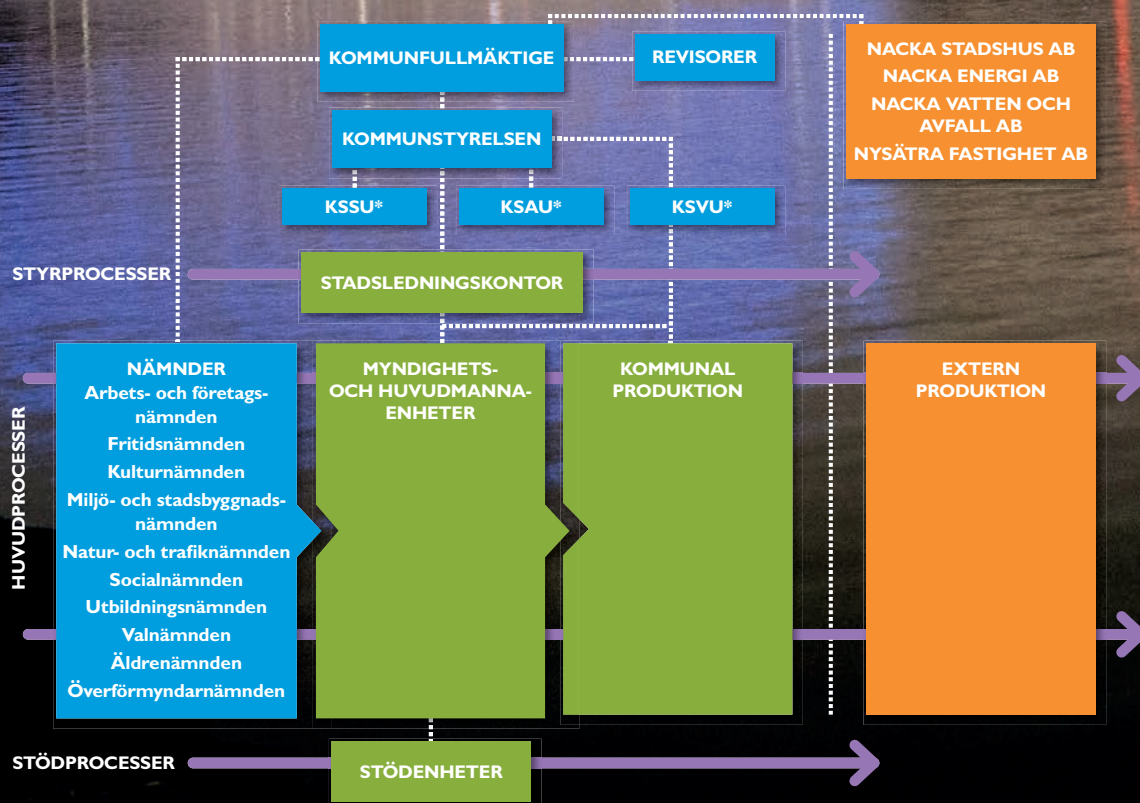 KOMMUNFULLMÄKTIGE
REVISORER
NACKA STADSHUS AB
NACKA ENERGI AB
NACKA VATTEN OCH
AVFALL AB
NYSÄTRA FASTIGHET AB
KOMMUNSTYRELSEN
KSSU*
KSAU*
KSVU*
STYRPROCESSER
STADSLEDNINGSKONTOR
HUVUDPROCESSER
NÄMNDER
Arbets- och företags-
nämnden
Fritidsnämnden
Kulturnämnden
Miljö- och stadsbyggnads-
nämnden
Natur- och trafiknämnden
Socialnämnden
Utbildningsnämnden
Valnämnden
Äldrenämnden
Överförmyndarnämnden
MYNDIGHETS-
OCH HUVUDMANNA-
ENHETER
KOMMUNAL
PRODUKTION
EXTERN
PRODUKTION
STÖDPROCESSER
STÖDENHETER